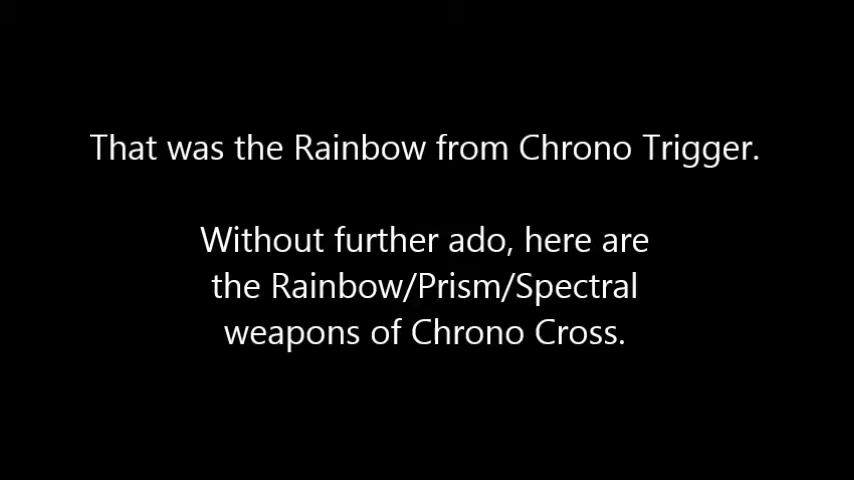 That was the Rainbow from Chrono Trigger.
Without further ado, here are
the Rainbow/Prism/Spectral
weapons of Chrono Cross.